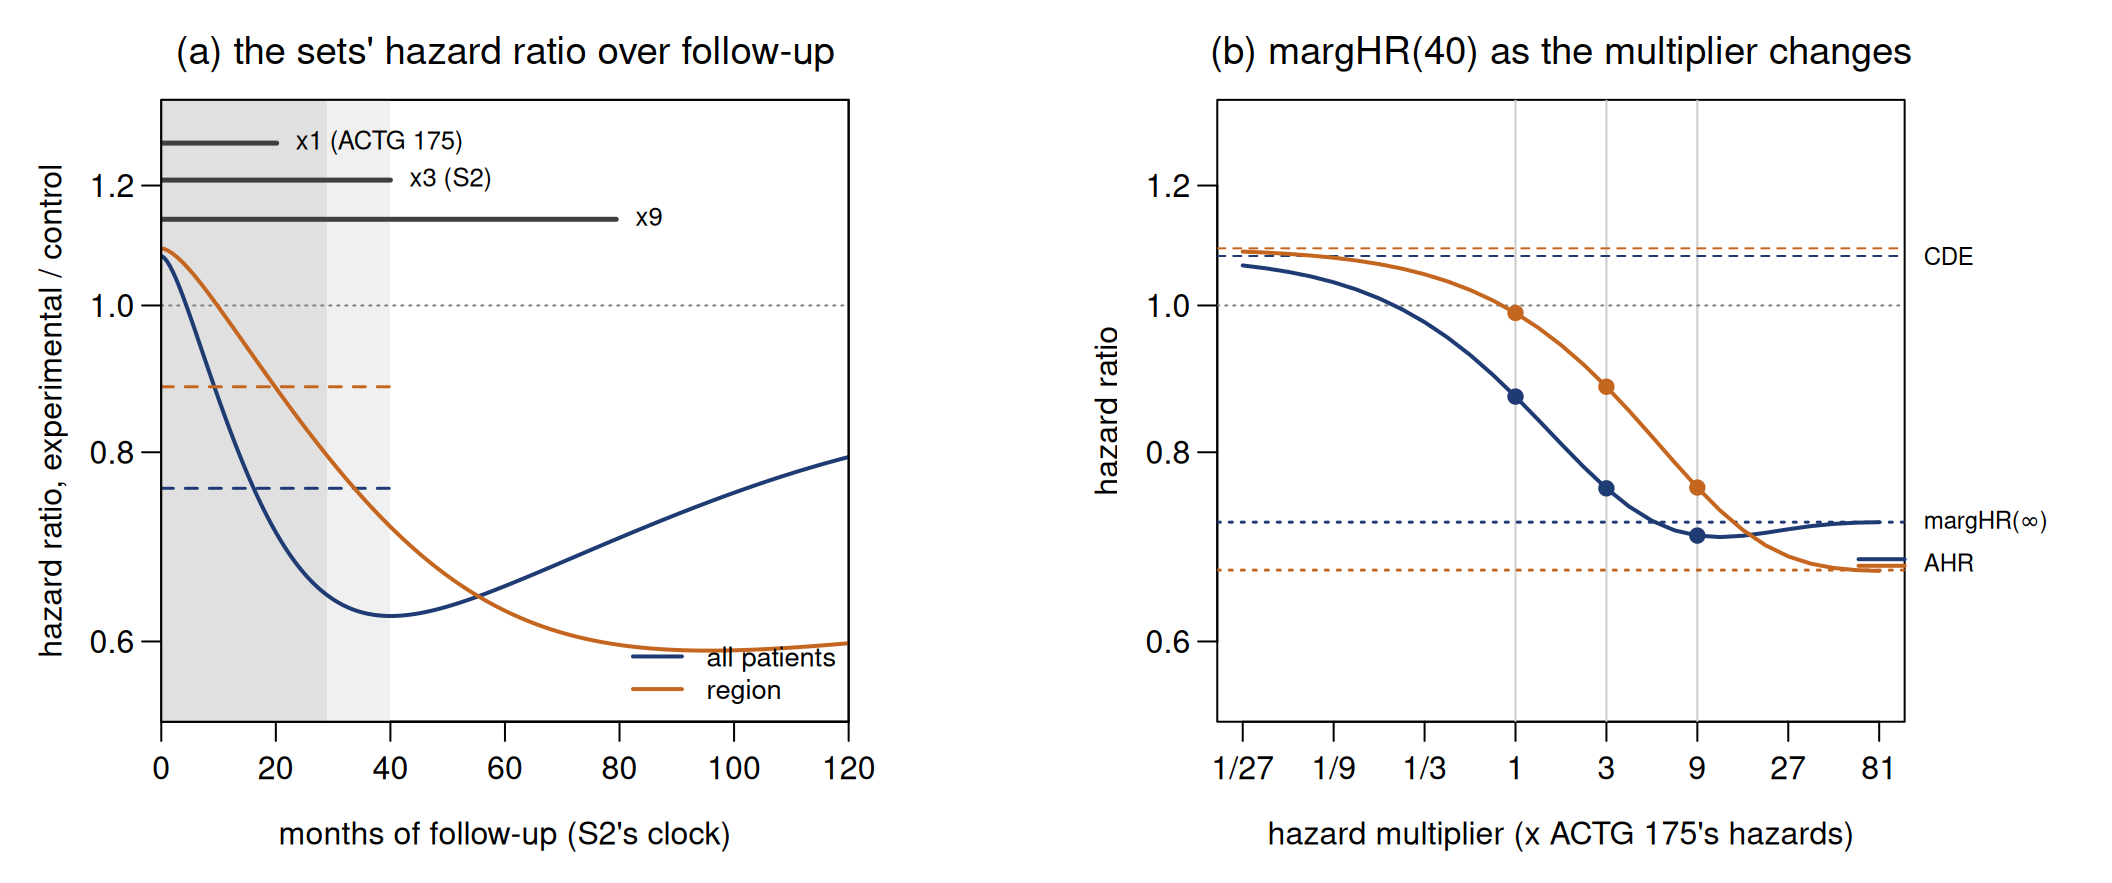 (a) the sets' hazard ratio over follow-up
hazard ratio, experimental / control
1.2
1.0
0.8
0.6
x1 (ACTG 175)
x3 (S2)
x9
all patients
region
0 20 40 60 80 100 120
months of follow-up (S2's clock)
(b) margHR(40) as the multiplier changes
hazard ratio
1.2
1.0
0.8
0.6
CDE
margHR(∞)
AHR
1/27 1/9 1/3 1 3 9 27 81
hazard multiplier (x ACTG 175's hazards)